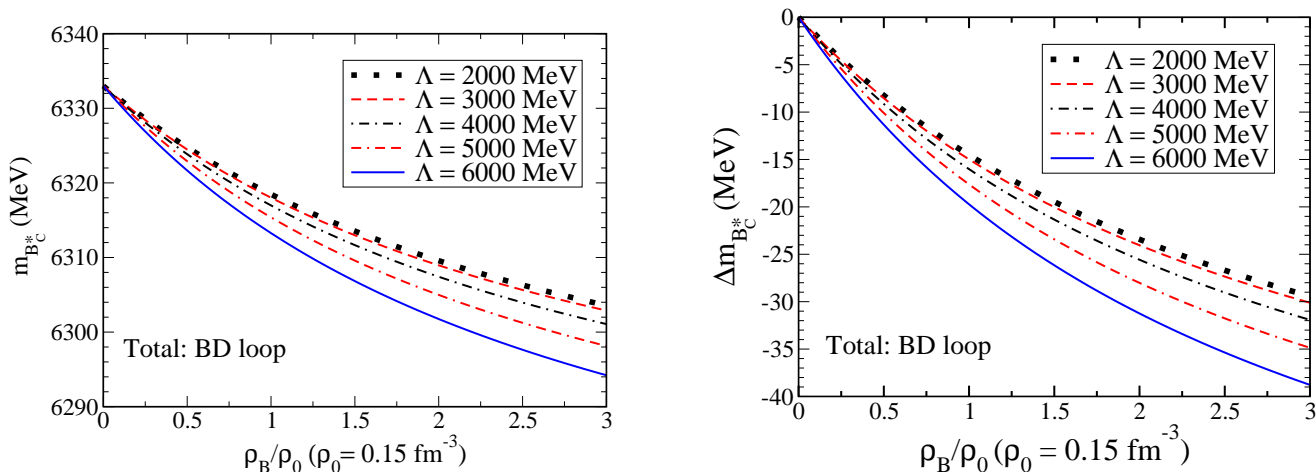 6340
6330
6320
6310
6300
6290
m_{B_C^*} (MeV)
Λ = 2000 MeV
Λ = 3000 MeV
Λ = 4000 MeV
Λ = 5000 MeV
Λ = 6000 MeV
Total: BD loop
0 0.5 1 1.5 2 2.5 3
ρ_B/ρ_0 (ρ_0 = 0.15 fm^{-3})
0
-5
-10
-15
-20
-25
-30
-35
-40
Δm_{B_C^*} (MeV)
Λ = 2000 MeV
Λ = 3000 MeV
Λ = 4000 MeV
Λ = 5000 MeV
Λ = 6000 MeV
Total: BD loop
0 0.5 1 1.5 2 2.5 3
ρ_B/ρ_0 (ρ_0 = 0.15 fm^{-3})